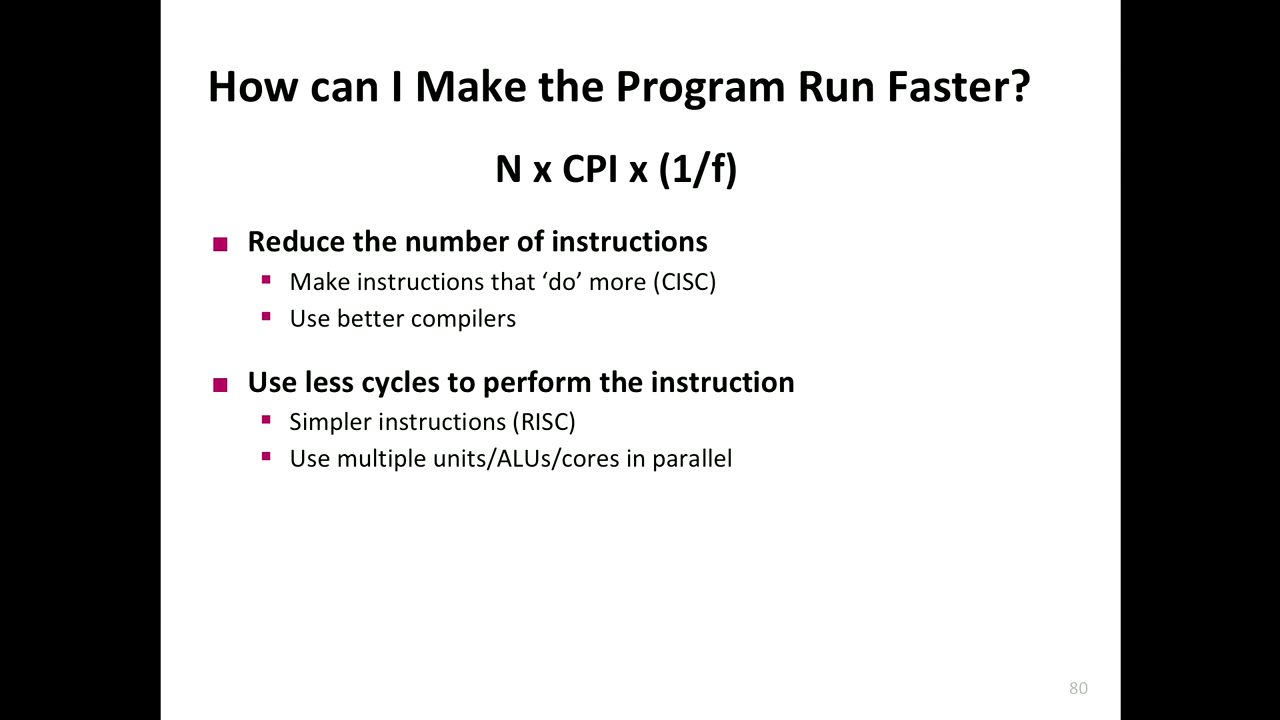 How can I Make the Program Run Faster?
N x CPI x (1/f)
Reduce the number of instructions
Make instructions that ‘do’ more (CISC)
Use better compilers
Use less cycles to perform the instruction
Simpler instructions (RISC)
Use multiple units/ALUs/cores in parallel
80